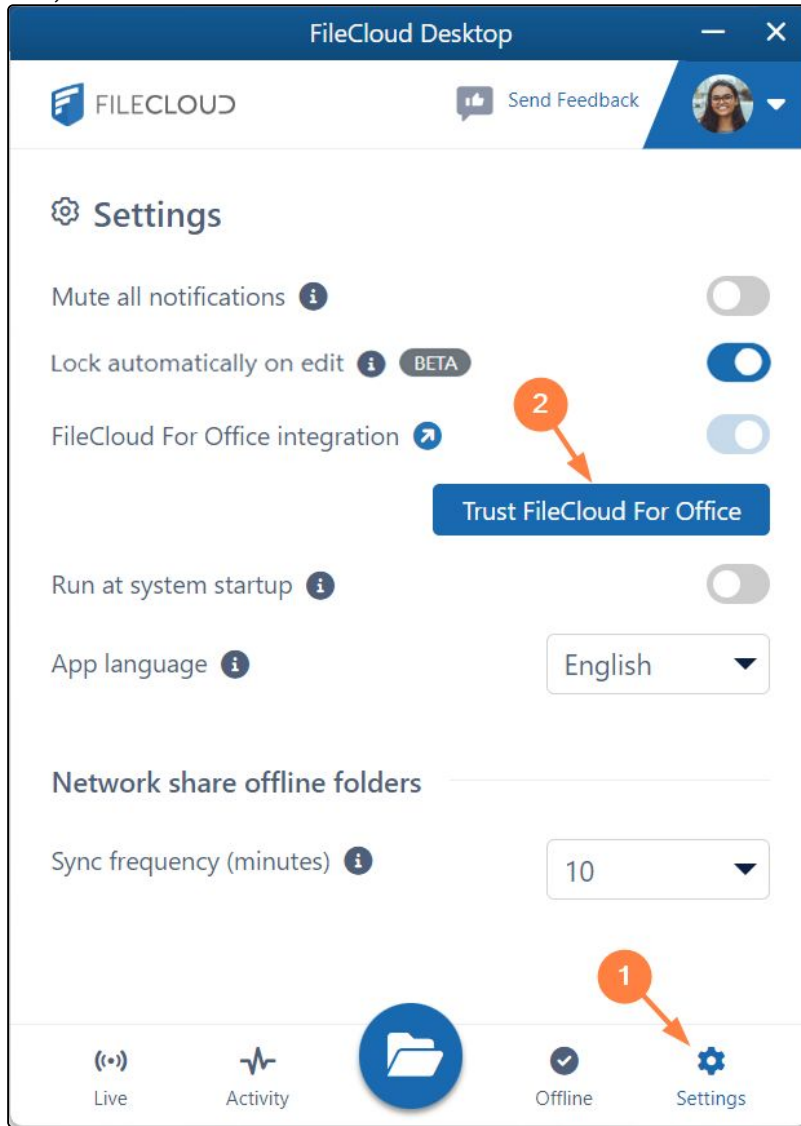 FileCloud Desktop
FILECLOUD
Send Feedback
Settings
Mute all notifications
Lock automatically on edit BETA
2
FileCloud For Office integration
Trust FileCloud For Office
Run at system startup
App language English
Network share offline folders
Sync frequency (minutes) 10
1
Live Activity Offline Settings